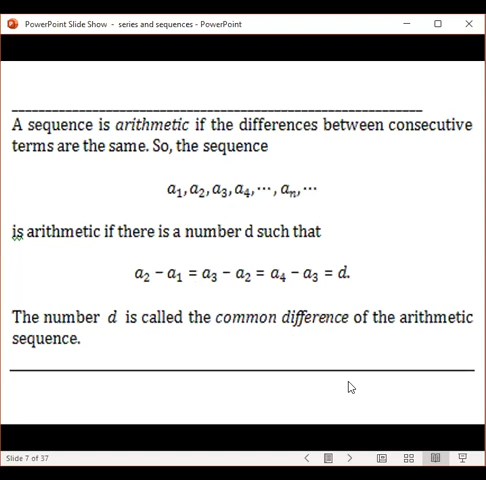 PowerPoint Slide Show - series and sequences - PowerPoint
A sequence is arithmetic if the differences between consecutive
terms are the same. So, the sequence
a₁, a₂, a₃, a₄, ⋯ , aₙ, ⋯
is arithmetic if there is a number d such that
a₂ − a₁ = a₃ − a₂ = a₄ − a₃ = d.
The number d is called the common difference of the arithmetic
sequence.
Slide 7 of 37